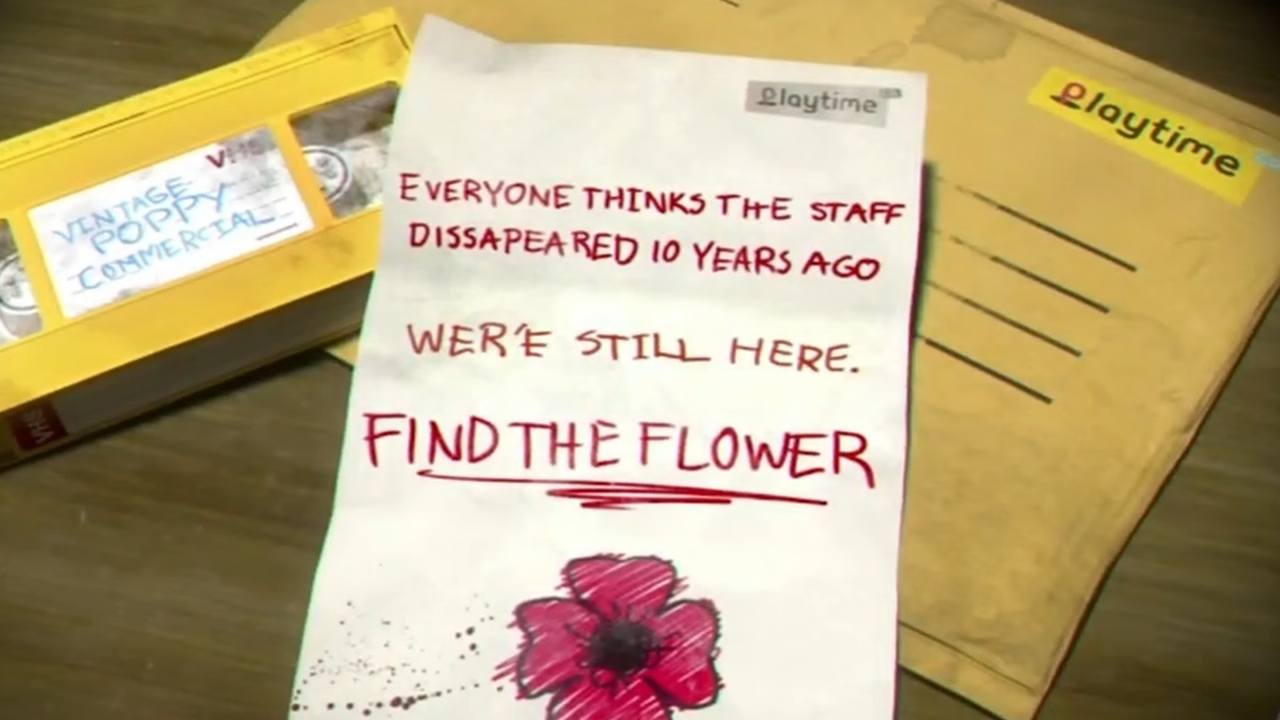 VHS
VINTAGE
POPPY
COMMERCIAL
VHS
Playtime
EVERYONE THINKS THE STAFF
DISSAPEARED 10 YEARS AGO
WER'E STILL HERE.
FIND THE FLOWER
Playtime